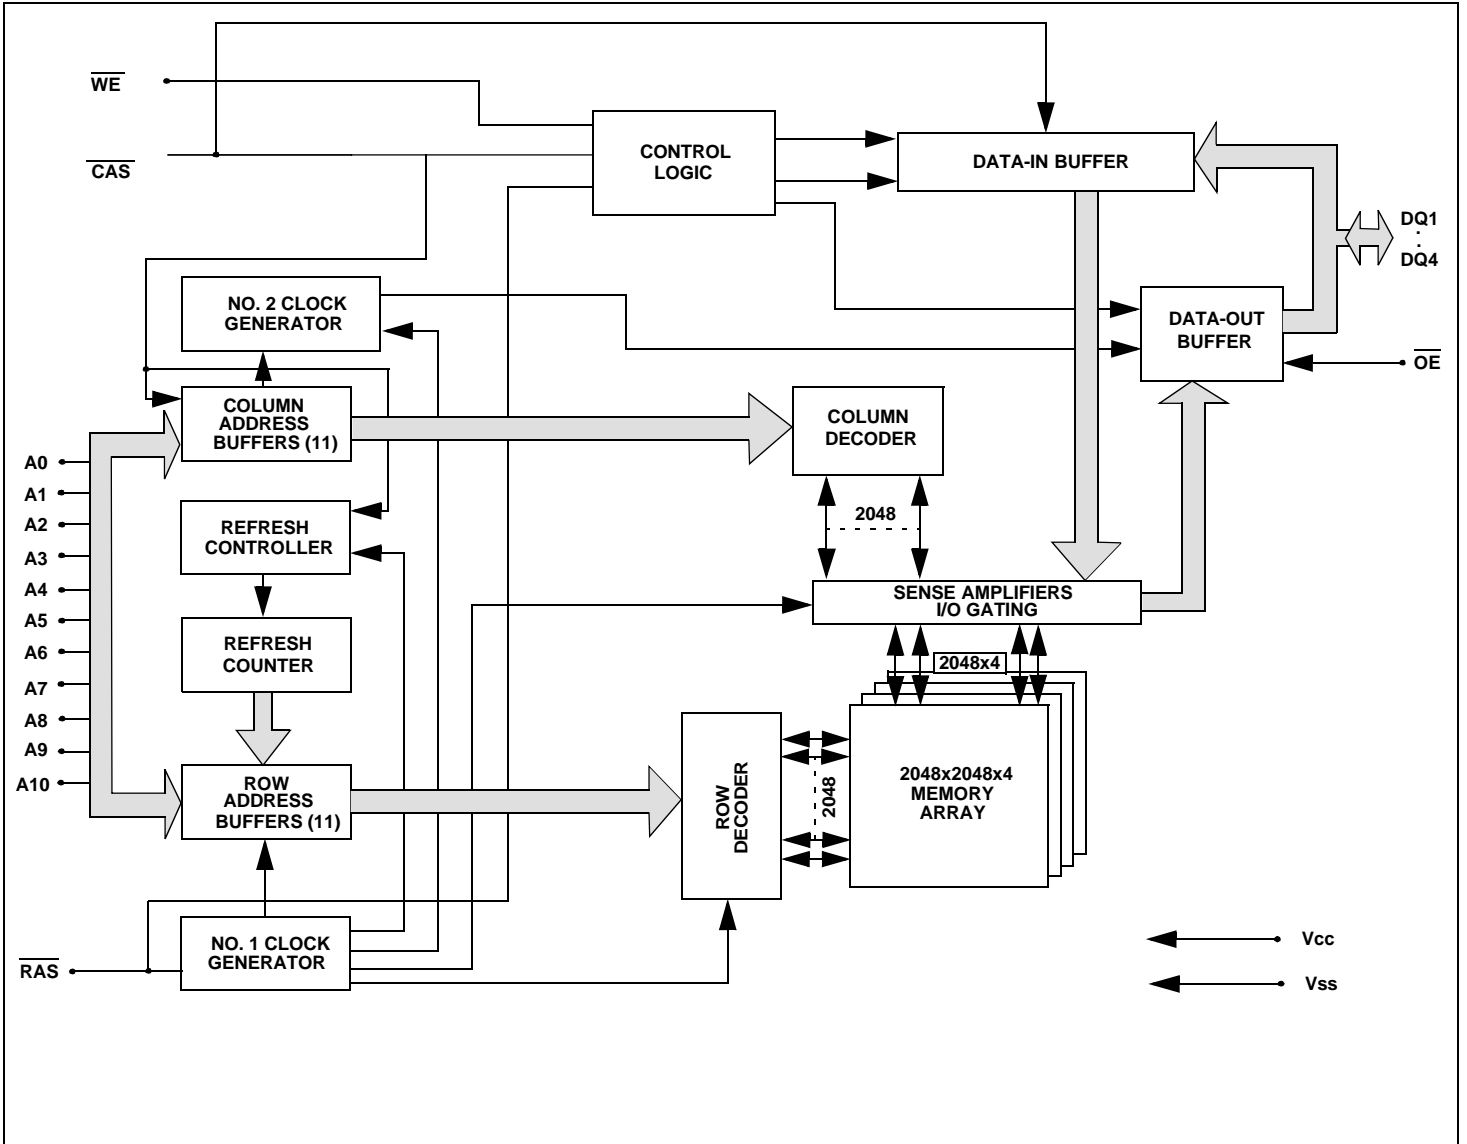 WE
CAS
CONTROL
LOGIC
DATA-IN BUFFER
DQ1
.
.
DQ4
NO. 2 CLOCK
GENERATOR
DATA-OUT
BUFFER
OE
COLUMN
ADDRESS
BUFFERS (11)
COLUMN
DECODER
A0
A1
A2
A3
A4
A5
A6
A7
A8
A9
A10
2048
REFRESH
CONTROLLER
SENSE AMPLIFIERS
I/O GATING
REFRESH
COUNTER
2048x4
ROW
ADDRESS
BUFFERS (11)
ROW
DECODER
2048
2048x2048x4
MEMORY
ARRAY
RAS
NO. 1 CLOCK
GENERATOR
Vcc
Vss